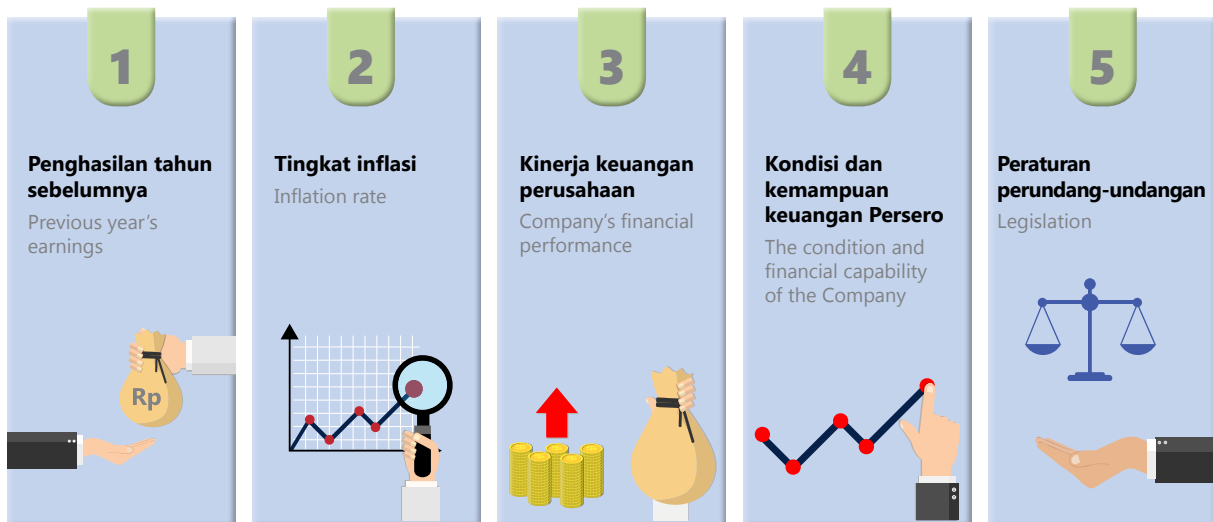 1
Penghasilan tahun
sebelumnya
Previous year’s
earnings
Rp
2
Tingkat inflasi
Inflation rate
3
Kinerja keuangan
perusahaan
Company’s financial
performance
4
Kondisi dan
kemampuan
keuangan Persero
The condition and
financial capability
of the Company
5
Peraturan
perundang-undangan
Legislation